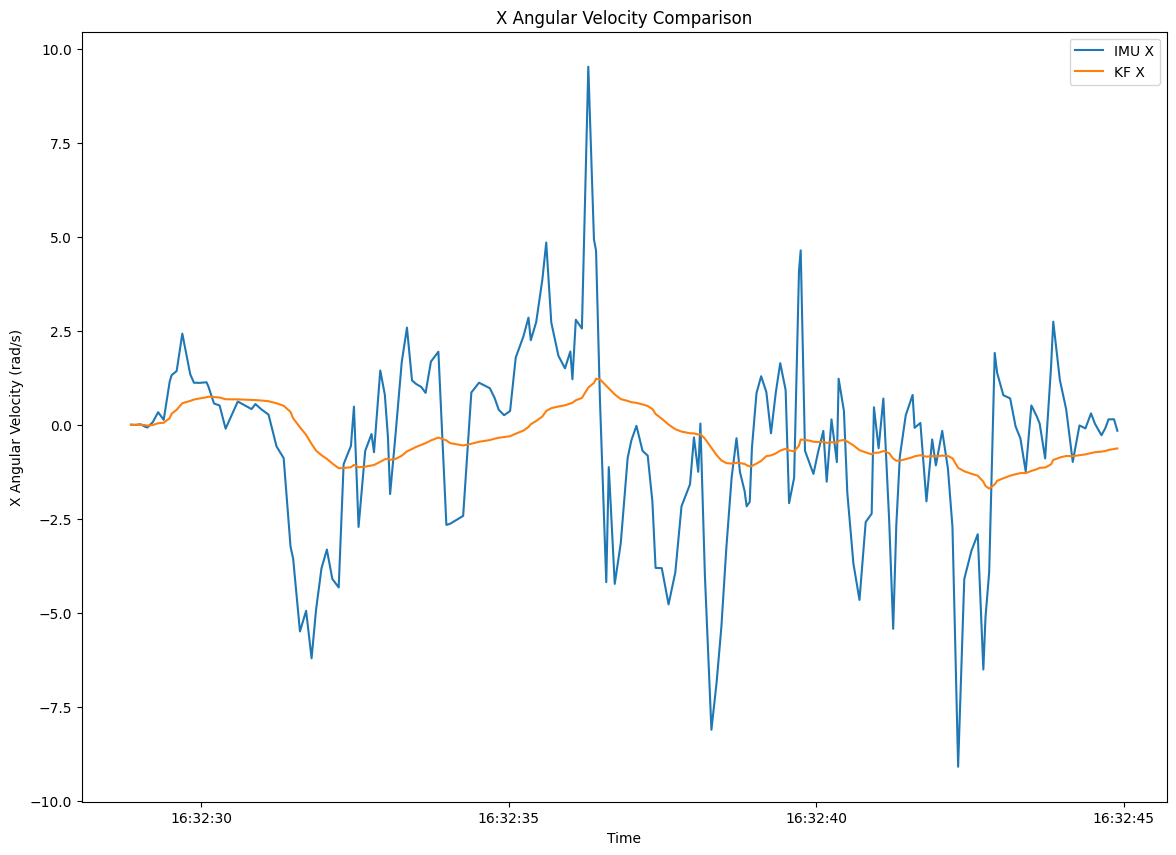 X Angular Velocity Comparison
IMU X
KF X
X Angular Velocity (rad/s)
10.0
7.5
5.0
2.5
0.0
−2.5
−5.0
−7.5
−10.0
16:32:30
16:32:35
16:32:40
16:32:45
Time